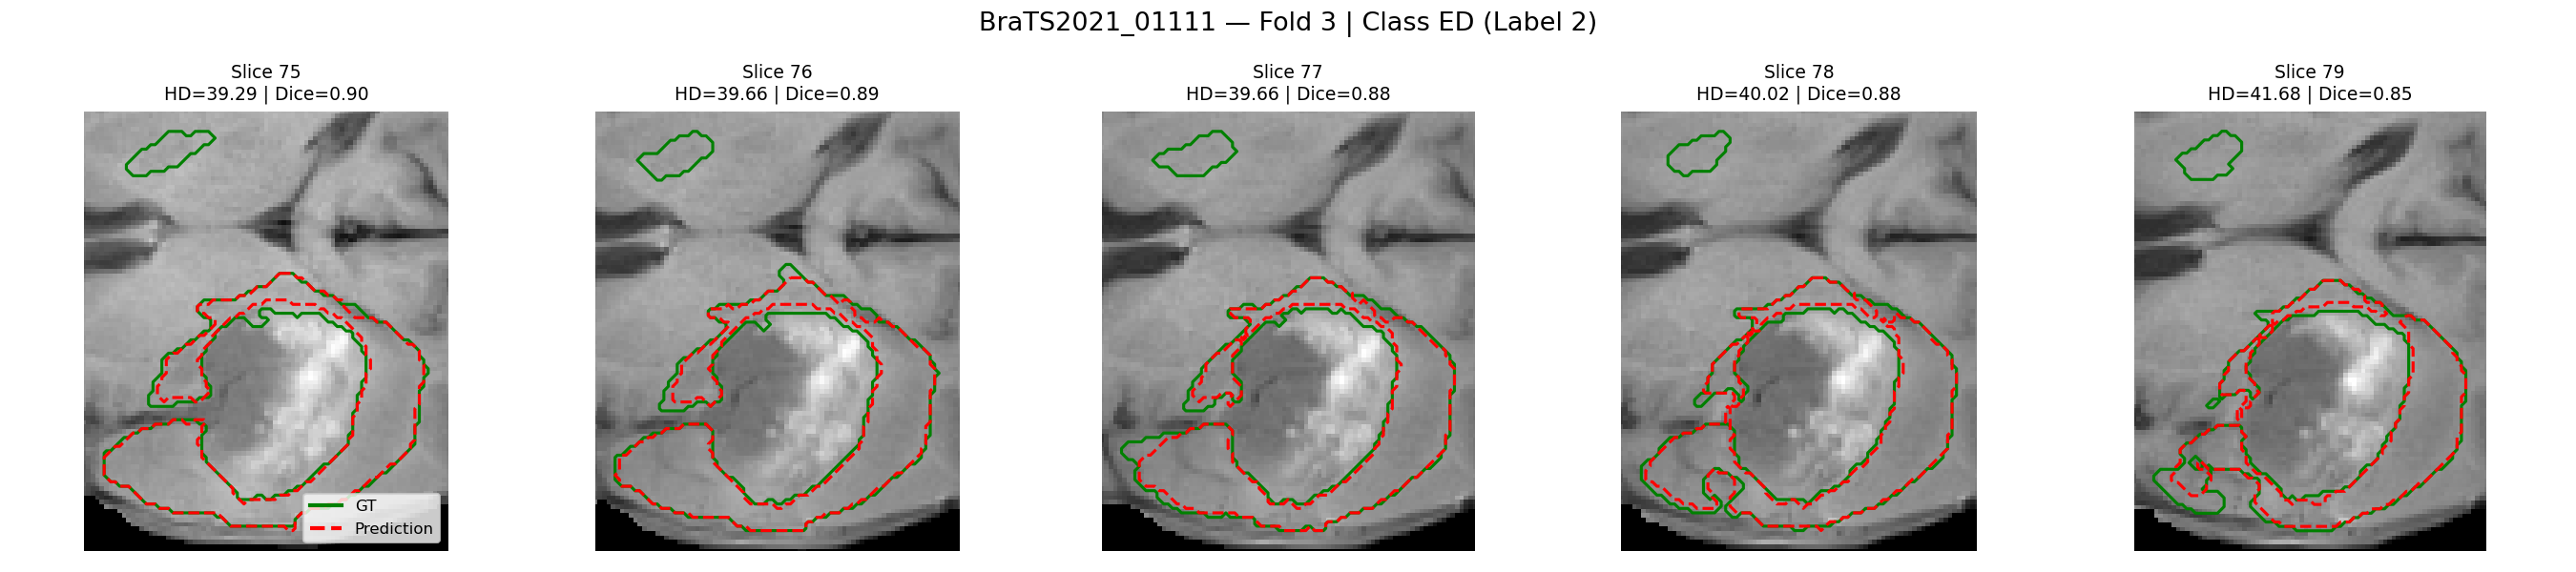 BraTS2021_01111 — Fold 3 | Class ED (Label 2)
Slice 75
HD=39.29 | Dice=0.90
Slice 76
HD=39.66 | Dice=0.89
Slice 77
HD=39.66 | Dice=0.88
Slice 78
HD=40.02 | Dice=0.88
Slice 79
HD=41.68 | Dice=0.85
GT
Prediction